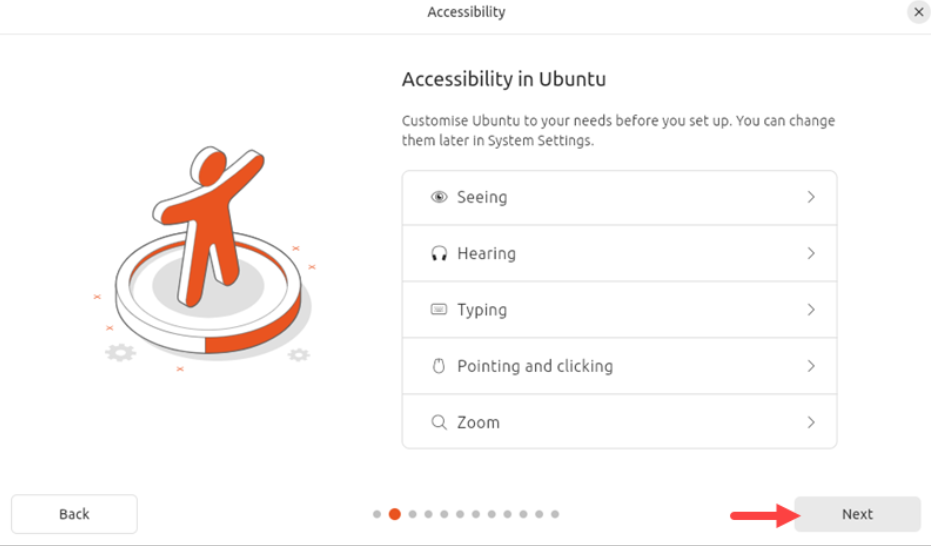 Accessibility
Accessibility in Ubuntu
Customise Ubuntu to your needs before you set up. You can change
them later in System Settings.
Seeing
Hearing
Typing
Pointing and clicking
Zoom
Back
Next